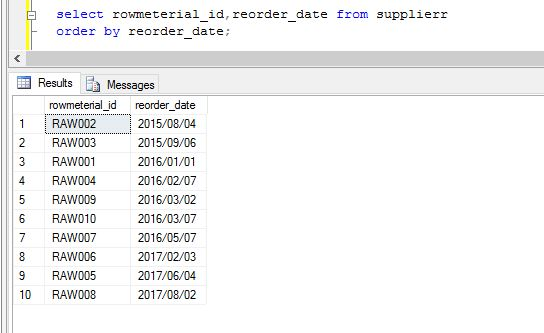 select rowmeterial_id,reorder_date from supplierr
order by reorder_date;
Results Messages
rowmeterial_id reorder_date
1 RAW002 2015/08/04
2 RAW003 2015/09/06
3 RAW001 2016/01/01
4 RAW004 2016/02/07
5 RAW009 2016/03/02
6 RAW010 2016/03/07
7 RAW007 2016/05/07
8 RAW006 2017/02/03
9 RAW005 2017/06/04
10 RAW008 2017/08/02